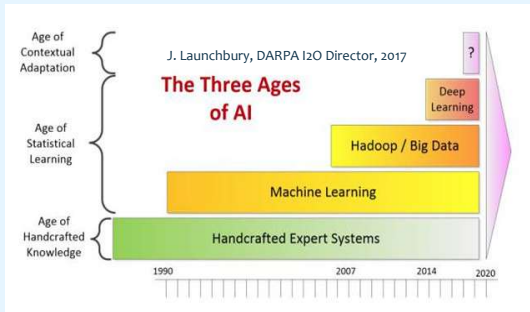 Age of
Contextual
Adaptation
J. Launchbury, DARPA I2O Director, 2017
?
The Three Ages
of AI
Deep
Learning
Age of
Statistical
Learning
Hadoop / Big Data
Machine Learning
Age of
Handcrafted
Knowledge
Handcrafted Expert Systems
1990
2007
2014
2020